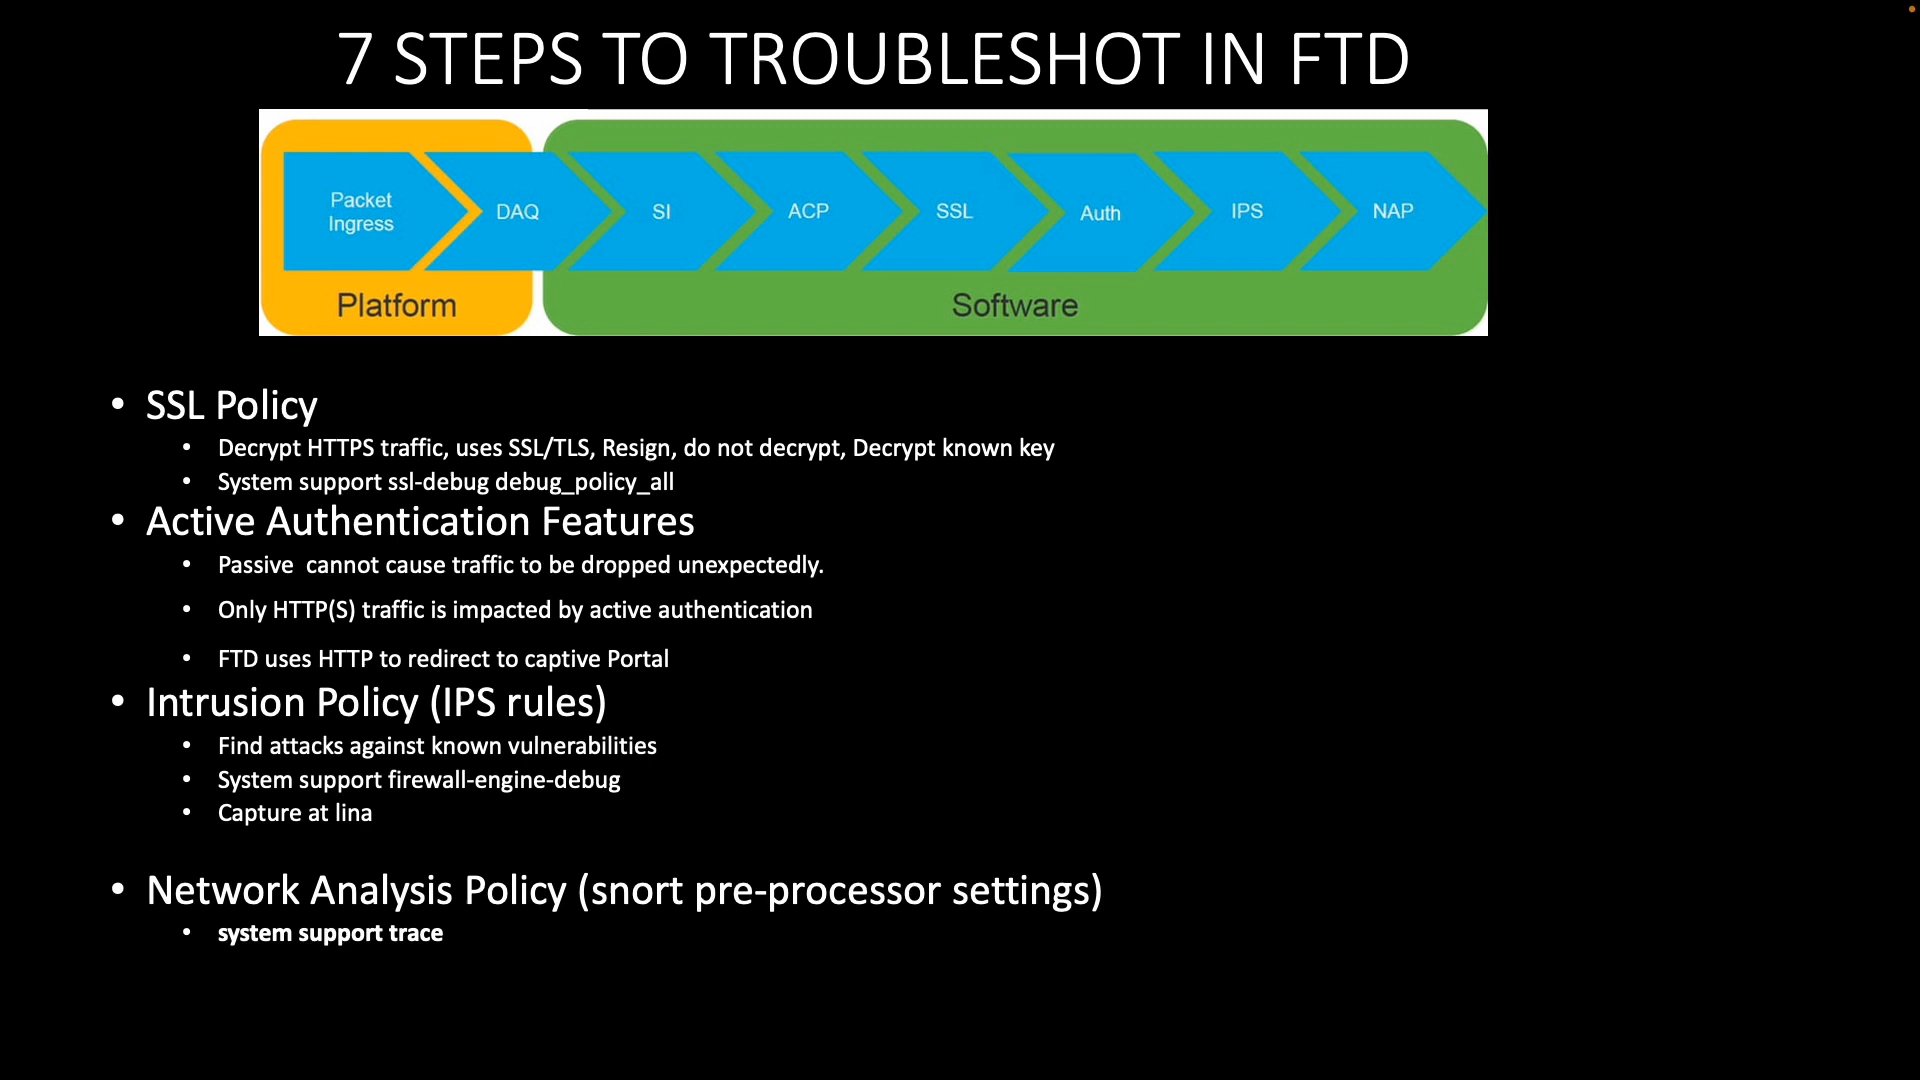 7 STEPS TO TROUBLESHOT IN FTD
Packet
Ingress
DAQ
SI
ACP
SSL
Auth
IPS
NAP
Platform
Software
• SSL Policy
• Decrypt HTTPS traffic, uses SSL/TLS, Resign, do not decrypt, Decrypt known key
• System support ssl-debug debug_policy_all
• Active Authentication Features
• Passive  cannot cause traffic to be dropped unexpectedly.
• Only HTTP(S) traffic is impacted by active authentication
• FTD uses HTTP to redirect to captive Portal
• Intrusion Policy (IPS rules)
• Find attacks against known vulnerabilities
• System support firewall-engine-debug
• Capture at lina
• Network Analysis Policy (snort pre-processor settings)
• system support trace